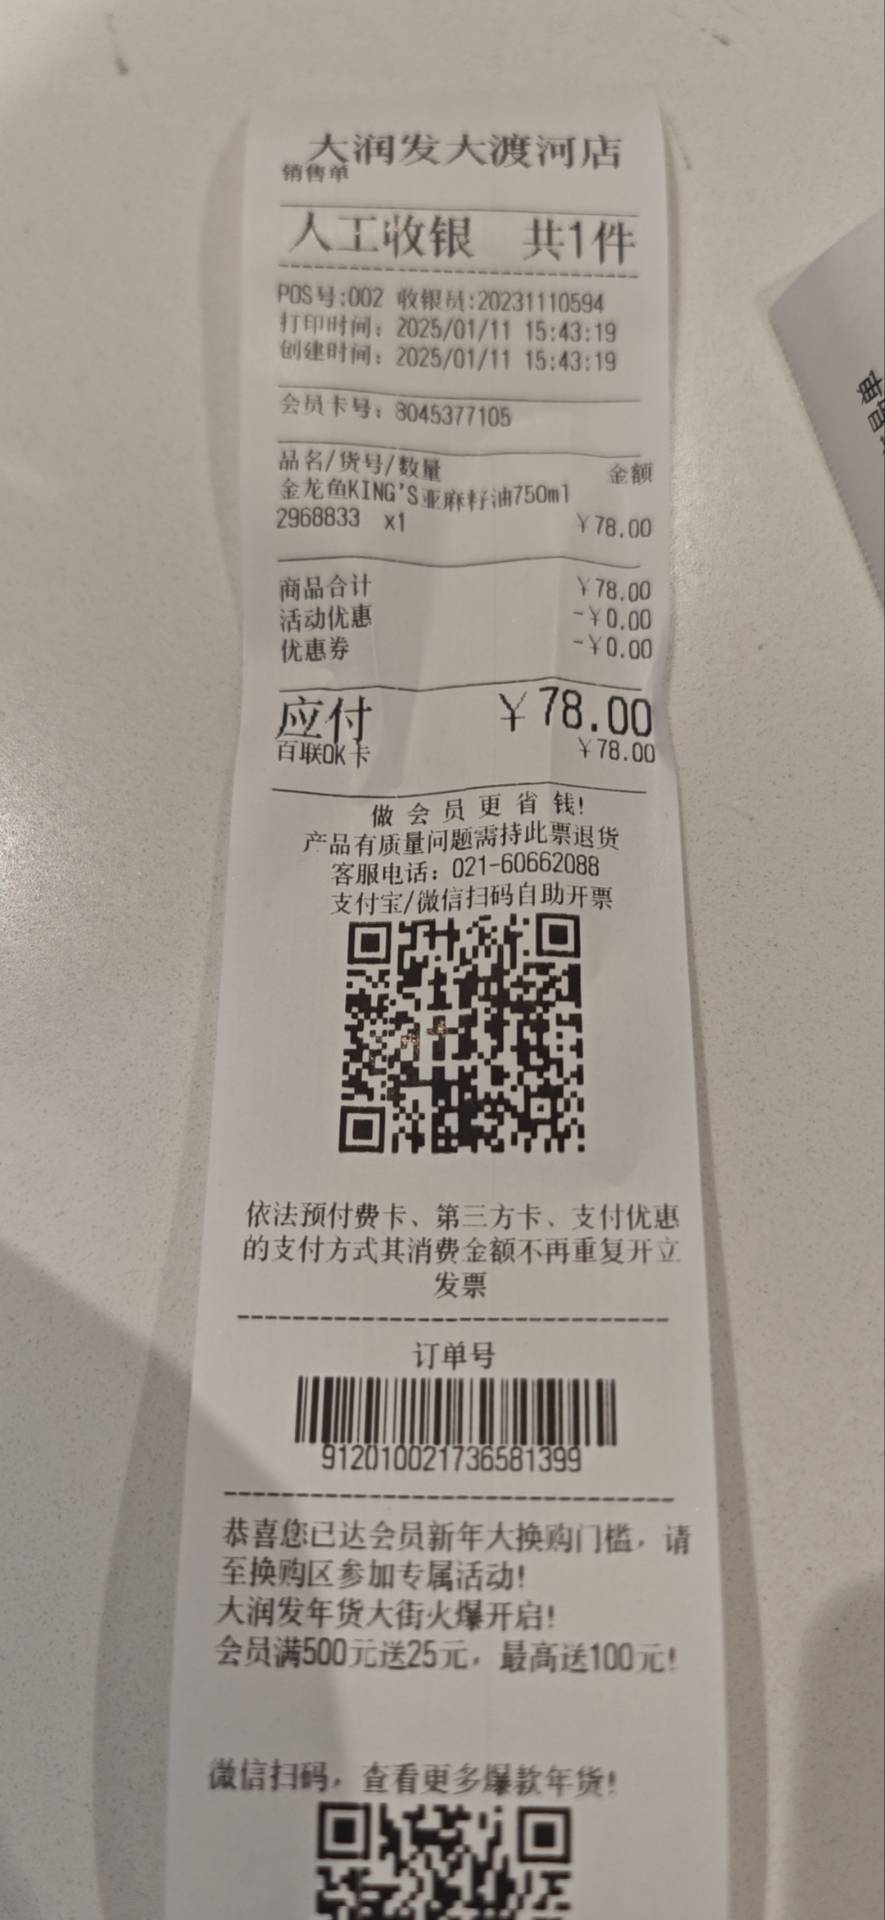 大润发大渡河店
销售单
人工收银 共1件
POS号:002 收银员:20231110594
打印时间: 2025/01/11 15:43:19
创建时间: 2025/01/11 15:43:19
会员卡号: 8045377105
品名/货号/数量 金额
金龙鱼KING'S亚麻籽油750ml
2968833 x1 ￥78.00
商品合计 ￥78.00
活动优惠 -￥0.00
优惠券 -￥0.00
应付 ￥78.00
百联OK卡 ￥78.00
做会员更省钱!
产品有质量问题需持此票退货
客服电话: 021-60662088
支付宝/微信扫码自助开票
依法预付费卡、第三方卡、支付优惠
的支付方式其消费金额不再重复开立
发票
订单号
912010021736581399
恭喜您已达会员新年大换购门槛，请
至换购区参加专属活动!
大润发年货大街火爆开启!
会员满500元送25元，最高送100元!
微信扫码，查看更多爆款年货!